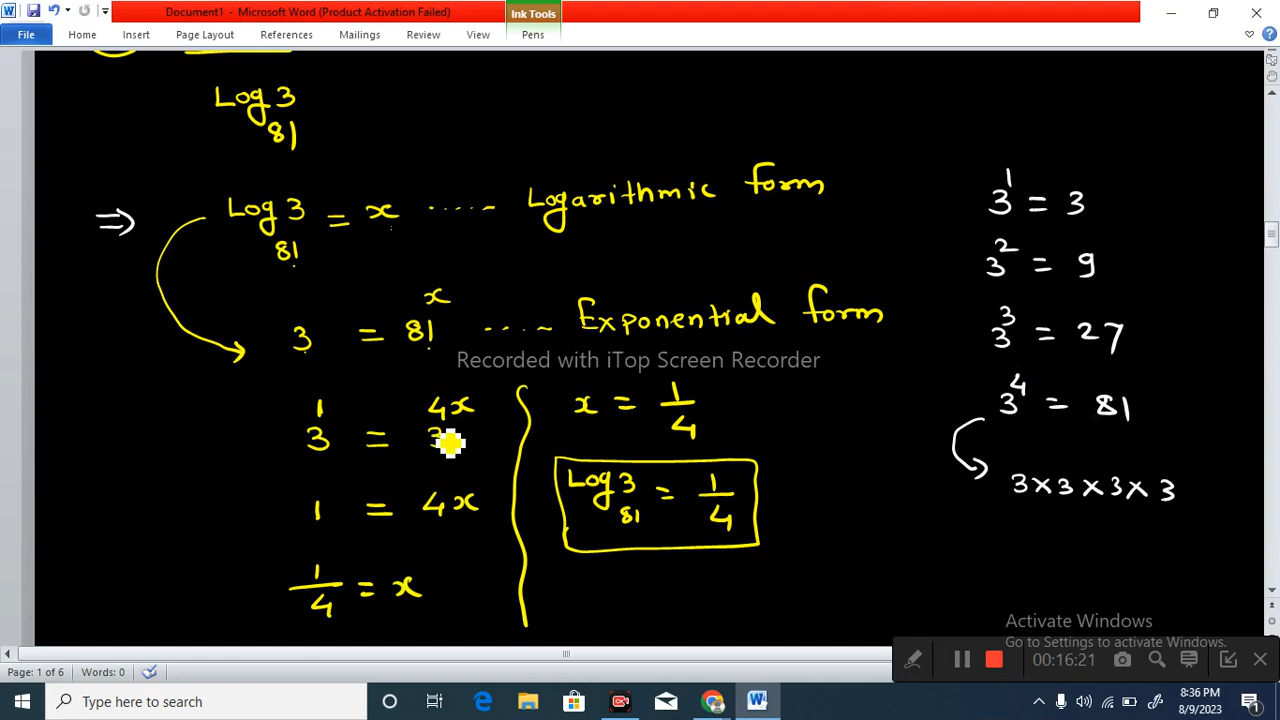 Document1 - Microsoft Word (Product Activation Failed)
Ink Tools
File Home Insert Page Layout References Mailings Review View Pens
Log 3
81
⇒ Log 3 = x ..... Logarithmic form
81
x
3 = 81 ..... Exponential form
Recorded with iTop Screen Recorder
1 4x
3 = 3
1 = 4x
1/4 = x
x = 1/4
Log 3 = 1/4
81
3¹ = 3
3² = 9
3³ = 27
3⁴ = 81
3×3×3×3
Activate Windows
Go to Settings to activate Windows.
00:16:21
Page: 1 of 6 Words: 0
Type here to search
8:36 PM
8/9/2023